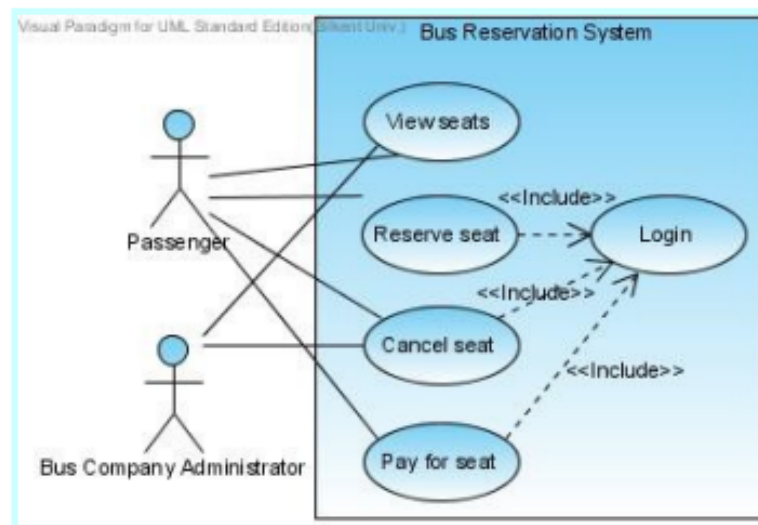 Visual Paradigm for UML Standard Edition(Bilkent Univ.)
Bus Reservation System
View seats
<<Include>>
Passenger
Reserve seat
Login
<<Include>>
Cancel seat
<<Include>>
Bus Company Administrator
Pay for seat